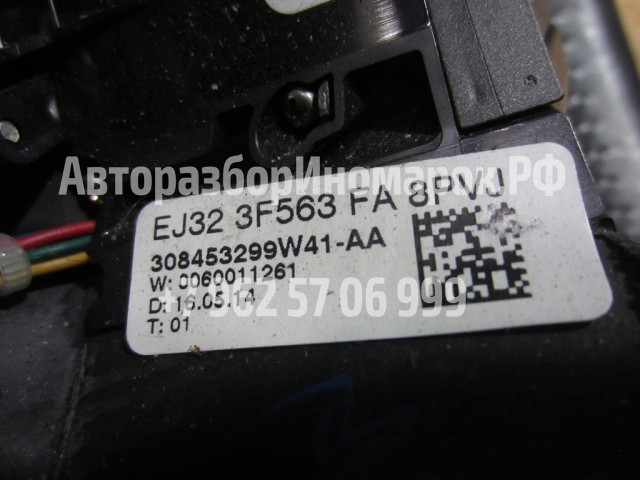 АвторазборИномарок.РФ
EJ32 3F563 FA 8PVJ
308453299W41-AA
W: 0060011261
D: 16.05.14
T: 01